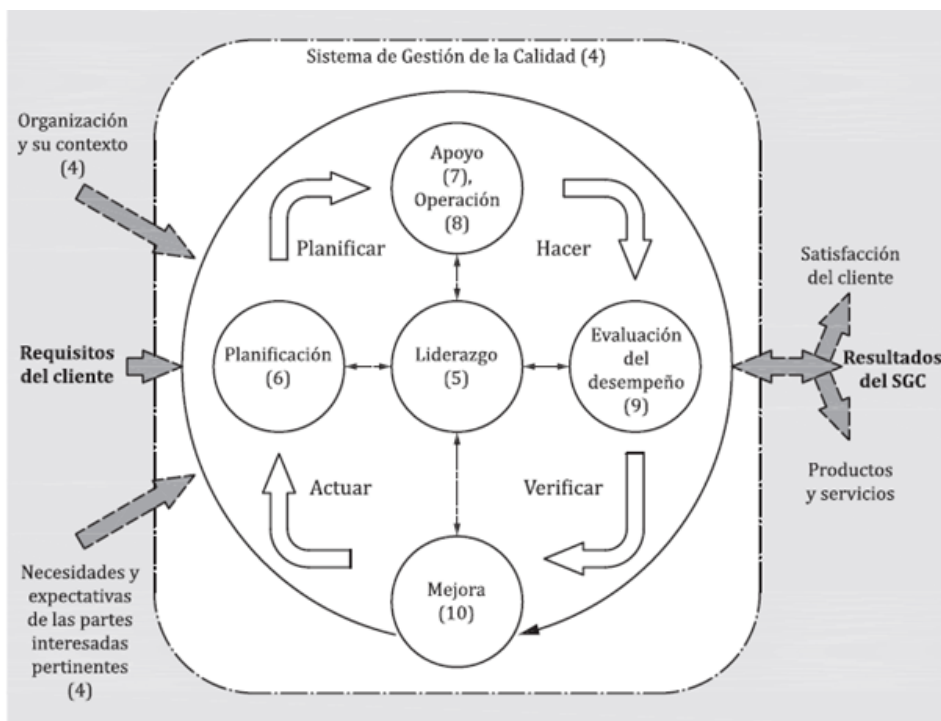 Sistema de Gestión de la Calidad (4)
Organización
y su contexto
(4)
Apoyo
(7),
Operación
(8)
Planificar
Hacer
Satisfacción
del cliente
Requisitos
del cliente
Planificación
(6)
Liderazgo
(5)
Evaluación
del
desempeño
(9)
Resultados
del SGC
Actuar
Verificar
Productos
y servicios
Necesidades y
expectativas
de las partes
interesadas
pertinentes
(4)
Mejora
(10)